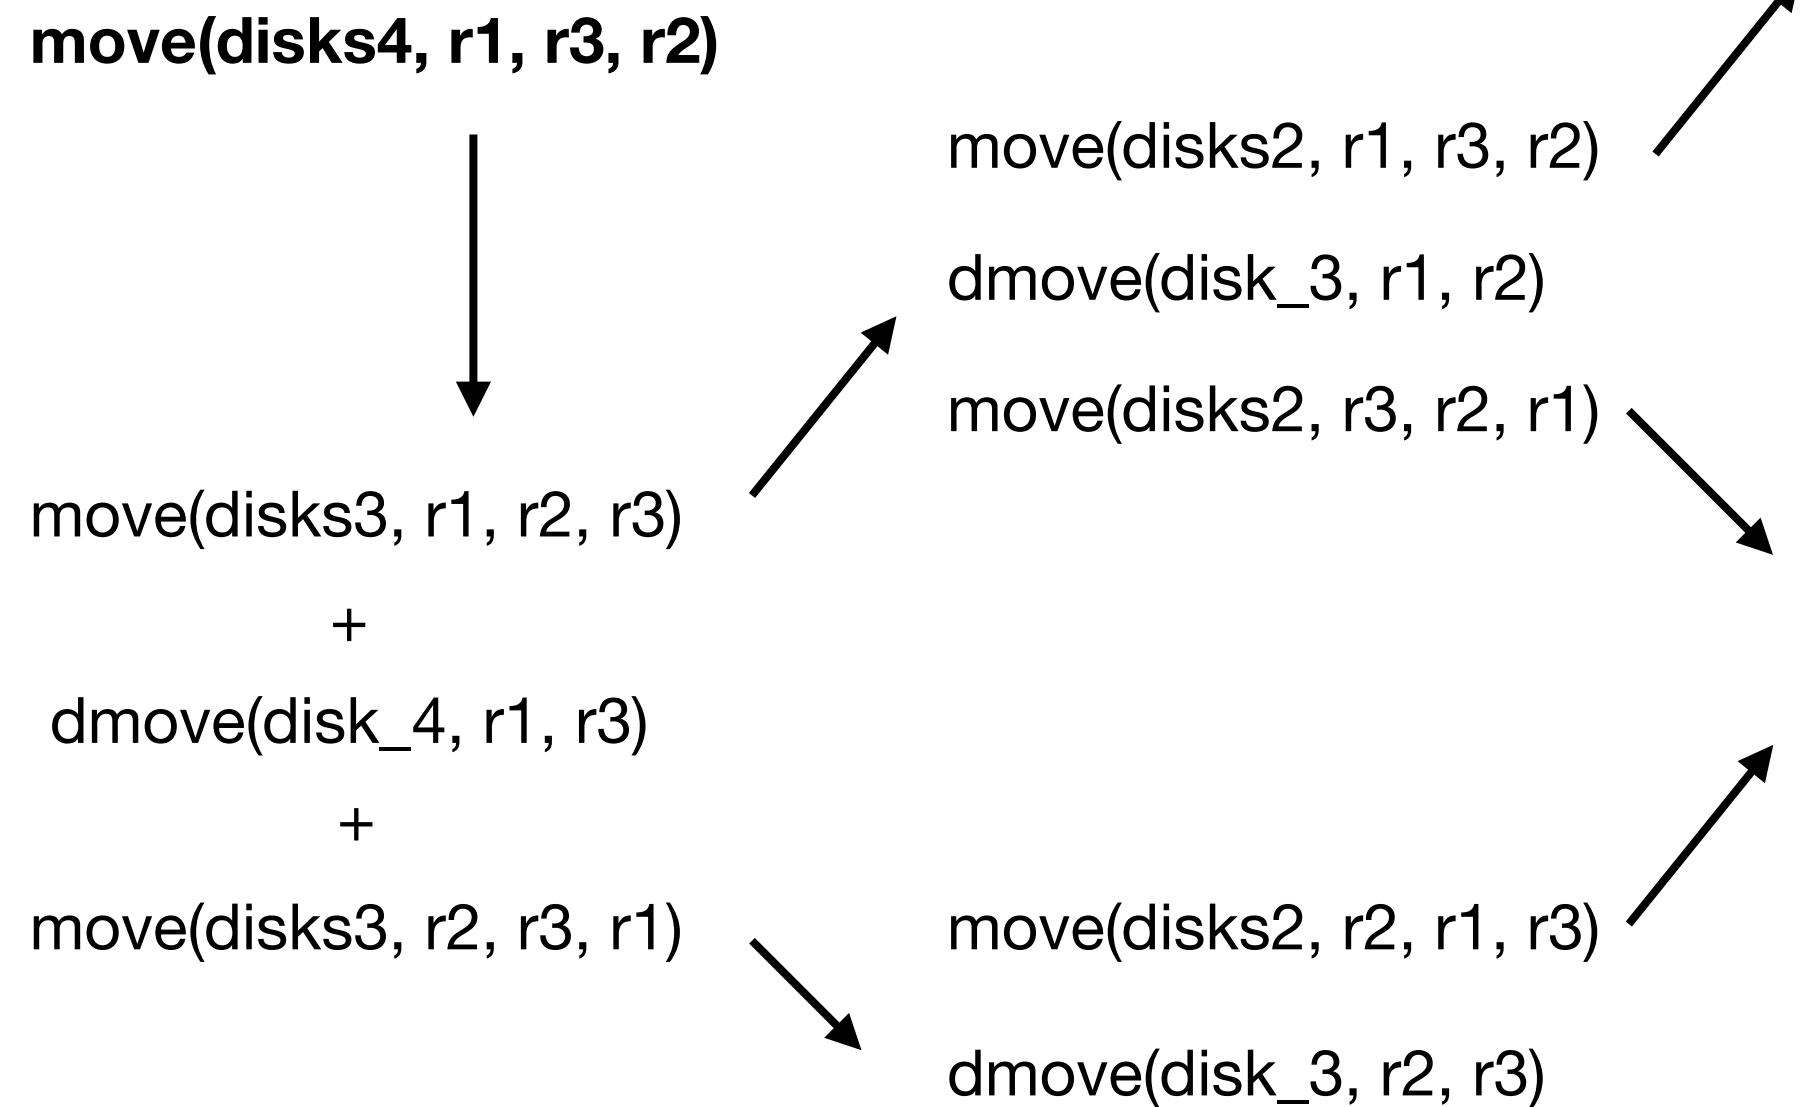 move(disks4, r1, r3, r2)
move(disks3, r1, r2, r3)
+
dmove(disk_4, r1, r3)
+
move(disks3, r2, r3, r1)
move(disks2, r1, r3, r2)
dmove(disk_3, r1, r2)
move(disks2, r3, r2, r1)
move(disks2, r2, r1, r3)
dmove(disk_3, r2, r3)